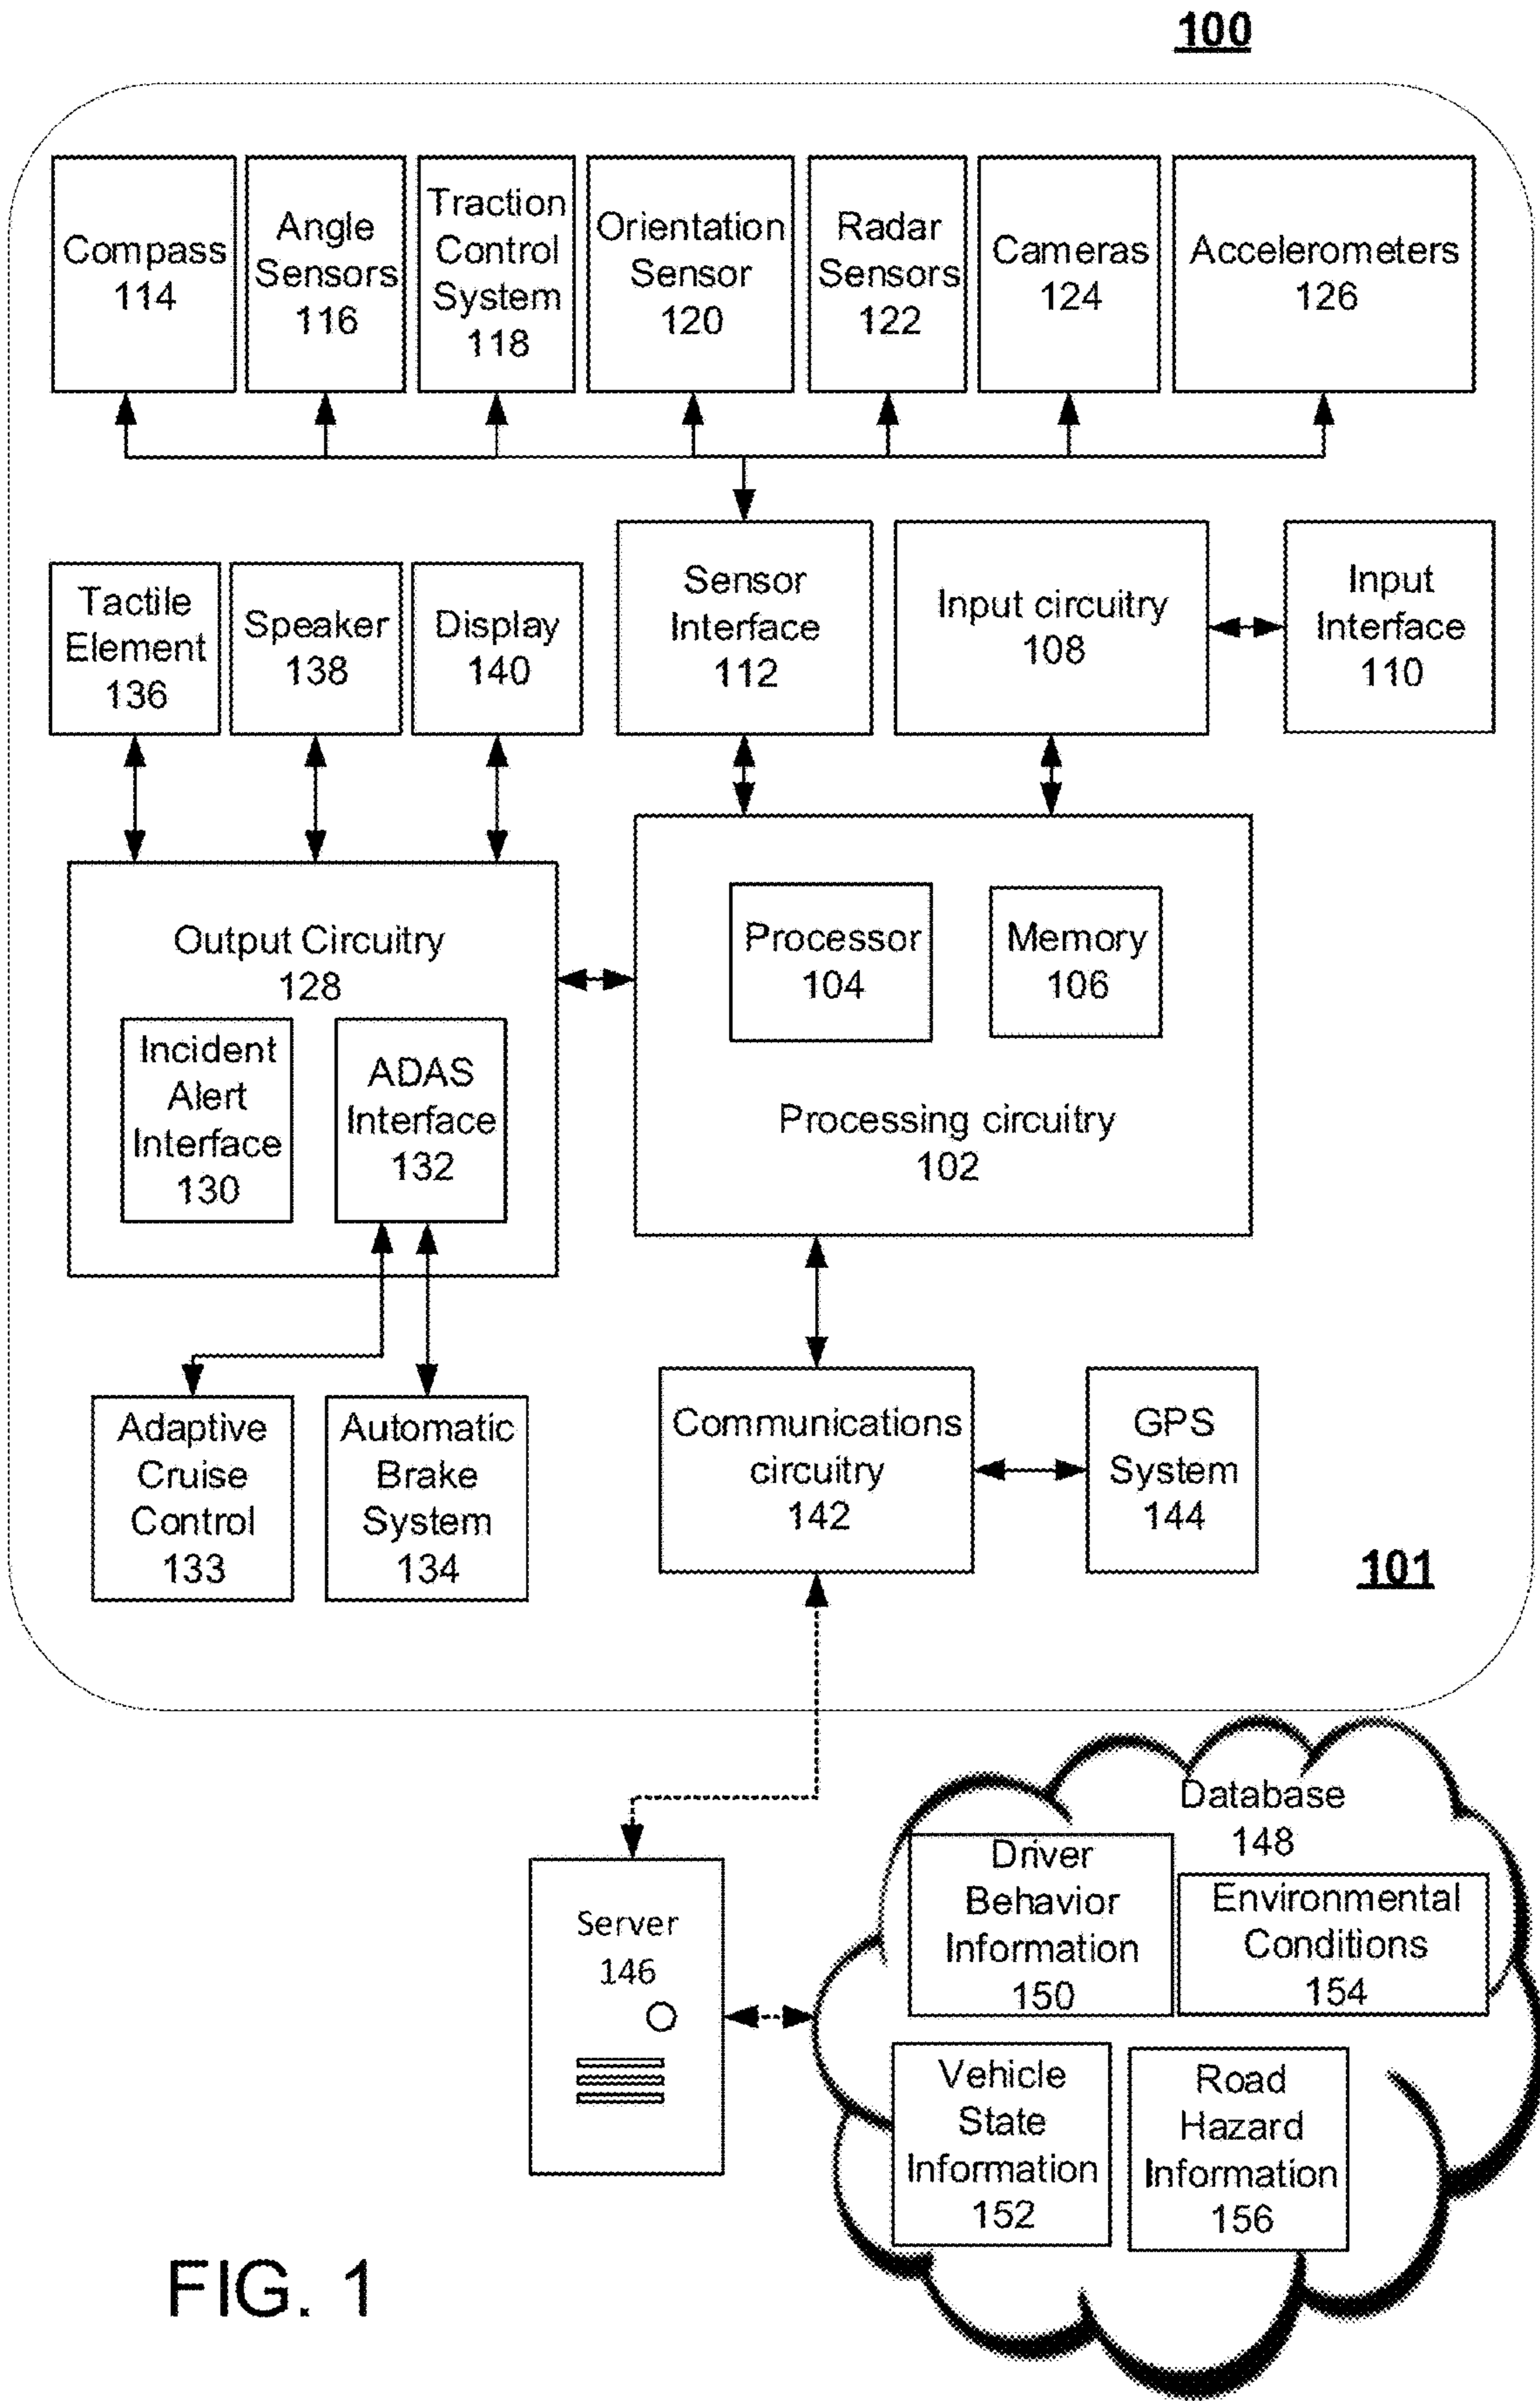 100
Compass
114
Angle
Sensors
116
Traction
Control
System
118
Orientation
Sensor
120
Radar
Sensors
122
Cameras
124
Accelerometers
126
Tactile
Element
136
Speaker
138
Display
140
Sensor
Interface
112
Input circuitry
108
Input
Interface
110
Output Circuitry
128
Incident
Alert
Interface
130
ADAS
Interface
132
Processor
104
Memory
106
Processing circuitry
102
Adaptive
Cruise
Control
133
Automatic
Brake
System
134
Communications
circuitry
142
GPS
System
144
101
Server
146
Database
148
Driver
Behavior
Information
150
Environmental
Conditions
154
Vehicle
State
Information
152
Road
Hazard
Information
156
FIG. 1